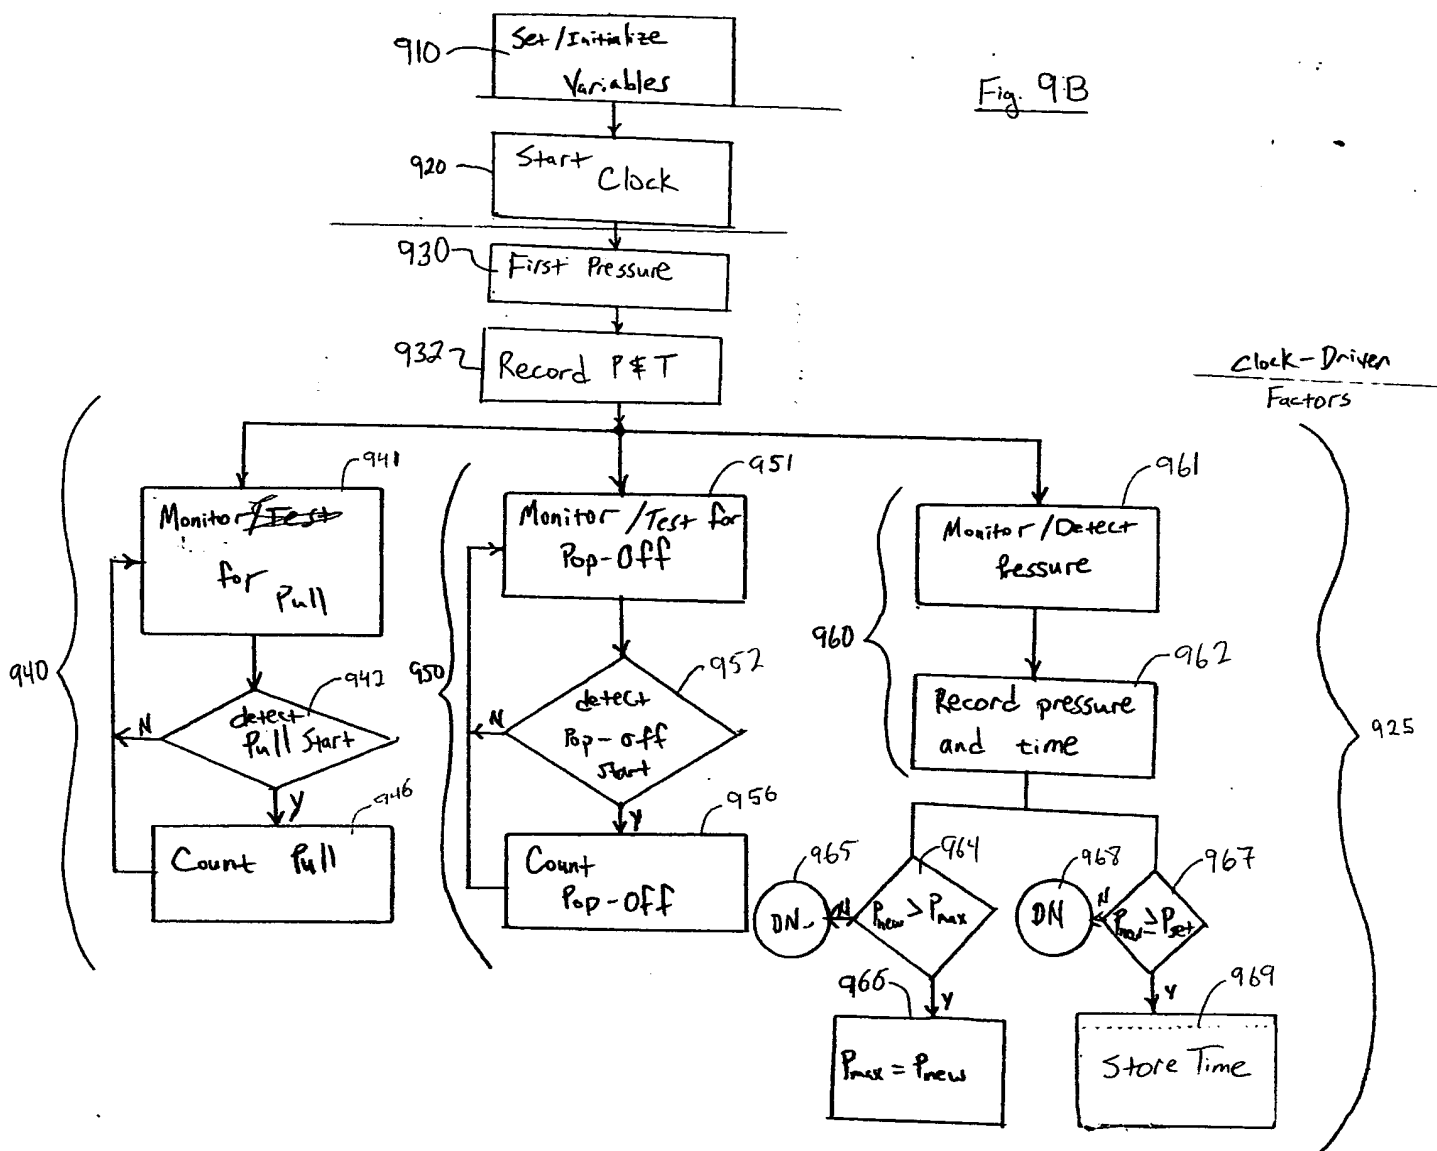 910
Set/Initialize
Variables
Fig. 9B
920
Start
Clock
930
First Pressure
932
Record P & T
Clock-Driven
Factors
940
941
Monitor/Test
for
Pull
942
detect
Pull Start
N
Y
946
Count Pull
950
951
Monitor/Test for
Pop-Off
952
detect
Pop-off
Start
N
Y
956
Count
Pop-Off
960
961
Monitor/Detect
Pressure
962
Record pressure
and time
925
965
DN
964
Pnew > Pmax
N
Y
966
Pmax = Pnew
968
DN
967
≥ Pset
N
Y
969
Store Time